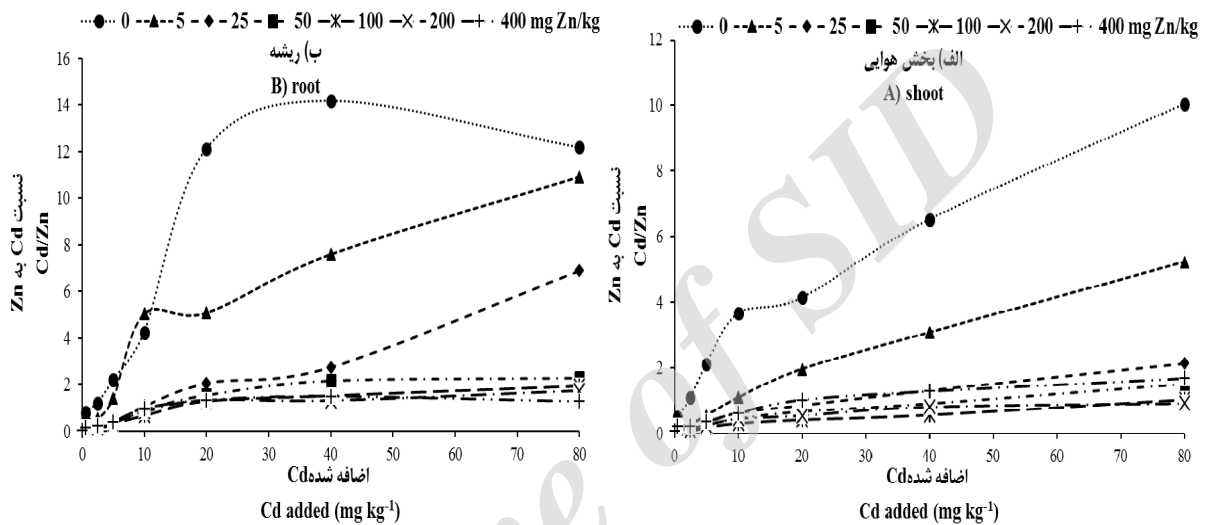 0 5 25 50 100 200 400 mg Zn/kg
ب) ریشه
B) root
16
14
12
10
8
6
4
2
0
نسبت Cd به Zn
Cd/Zn
0 10 20 30 40 50 60 70 80
Cdاضافه شده
Cd added (mg kg⁻¹)
0 5 25 50 100 200 400 mg Zn/kg
الف) بخش هوایی
A) shoot
12
10
8
6
4
2
0
نسبت Cd به Zn
Cd/Zn
0 10 20 30 40 50 60 70 80
Cdاضافه شده
Cd added (mg kg⁻¹)
e of SID